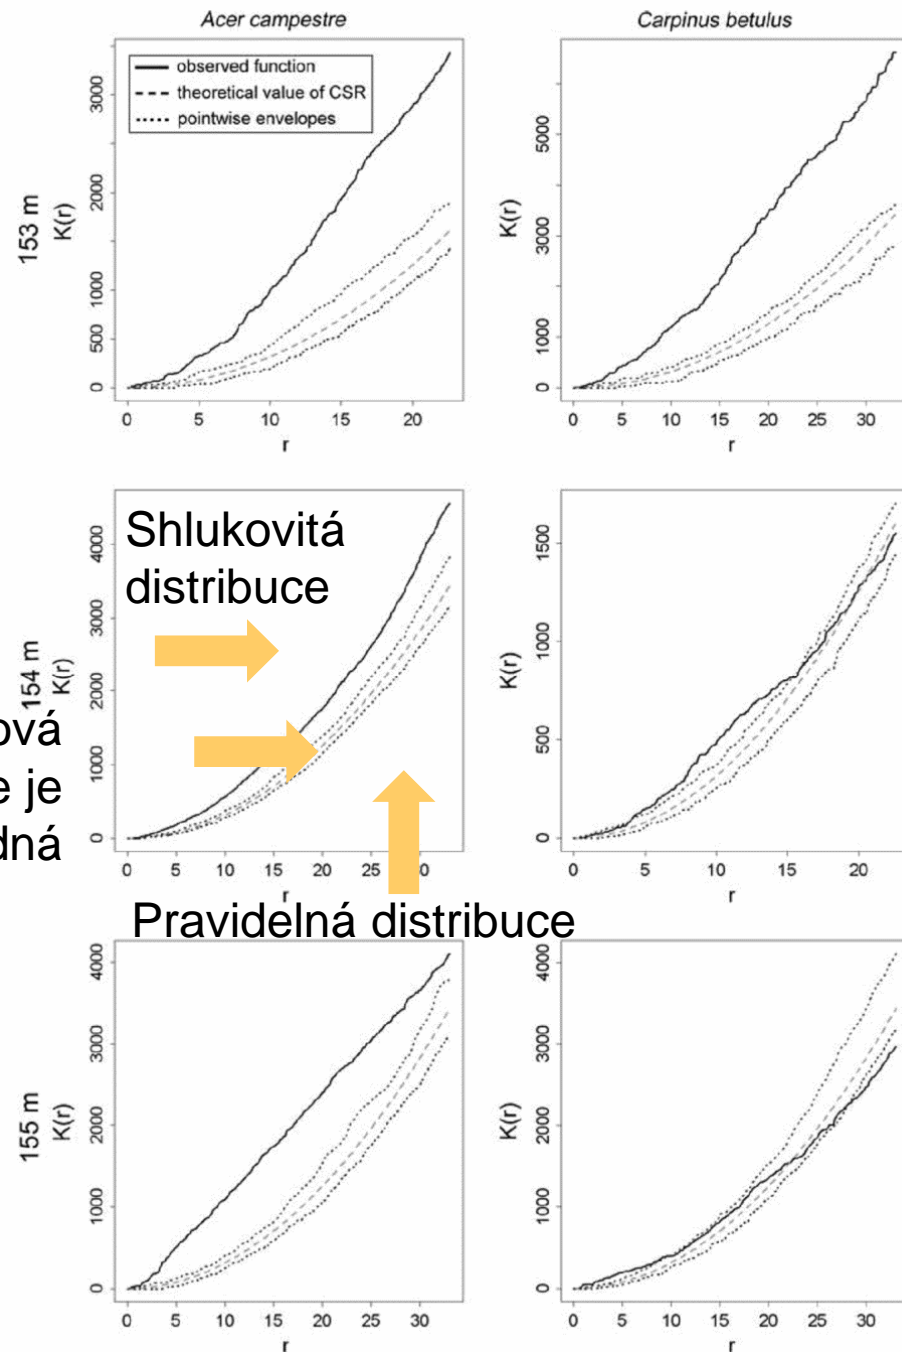 Acer campestre
Carpinus betulus
observed function
theoretical value of CSR
pointwise envelopes
153 m
K(r)
0
500
1000
2000
3000
0 5 10 15 20
r
K(r)
0
1000
3000
5000
0 5 10 15 20 25 30
r
Shlukovitá
distribuce
154 m
K(r)
0
1000
2000
3000
4000
ová
e je
dná
5 10 15 20 25 30
r
K(r)
0
500
1000
1500
0 5 10 15 20
r
Pravidelná distribuce
155 m
K(r)
0
1000
2000
3000
4000
0 5 10 15 20 25 30
r
K(r)
0
1000
2000
3000
4000
0 5 10 15 20 25 30
r